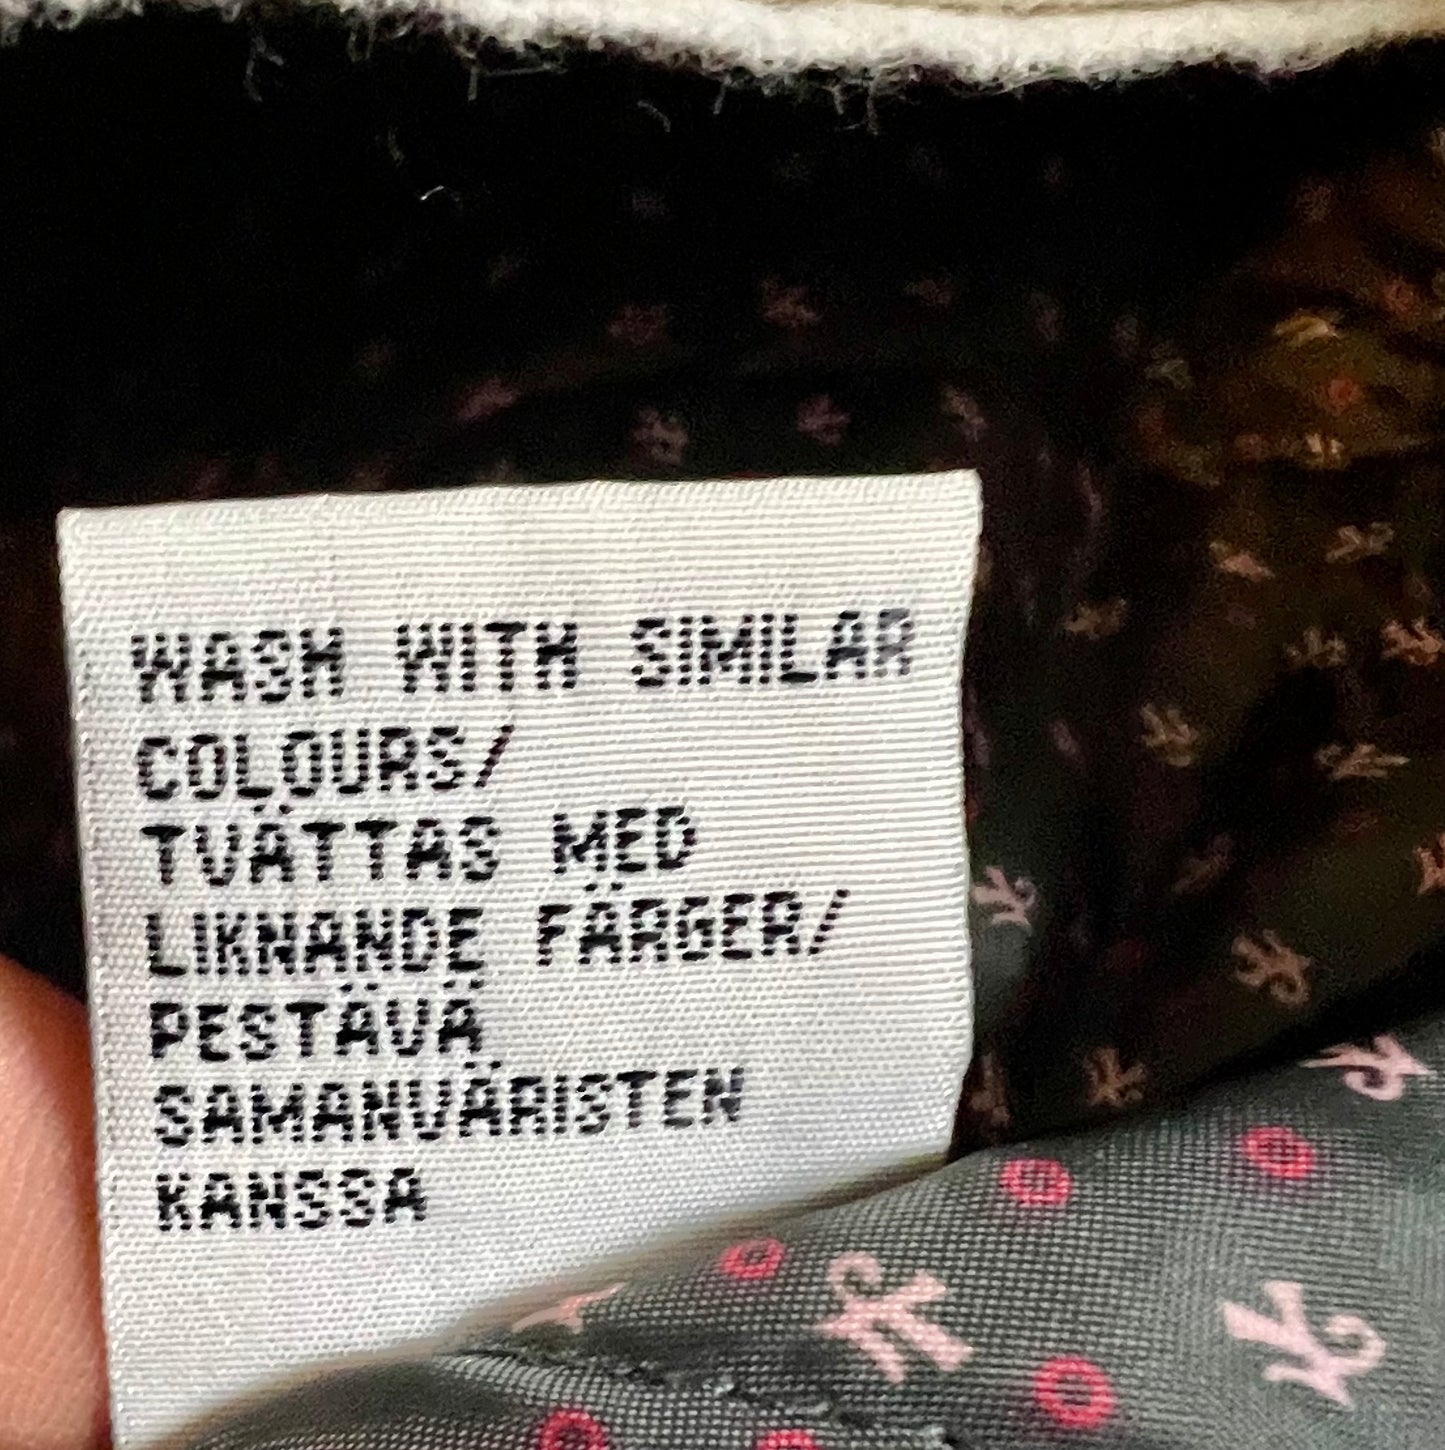 WASH WITH SIMILAR
COLOURS/
TVÄTTAS MED
LIKNANDE FÄRGER/
PESTÄVÄ
SAMANVÄRISTEN
KANSSA